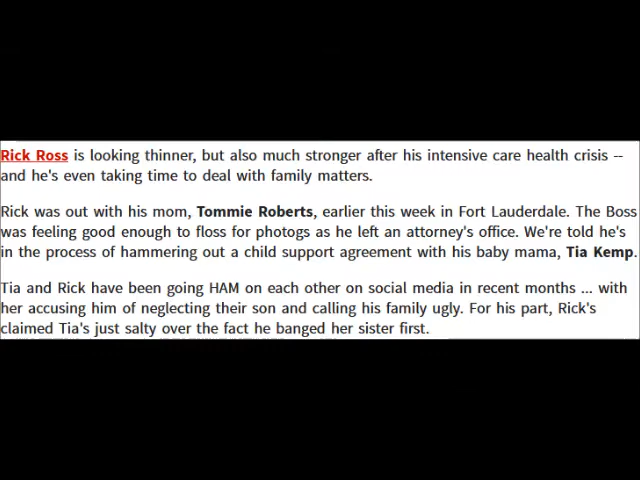 Rick Ross is looking thinner, but also much stronger after his intensive care health crisis --
and he's even taking time to deal with family matters.
Rick was out with his mom, Tommie Roberts, earlier this week in Fort Lauderdale. The Boss
was feeling good enough to floss for photogs as he left an attorney's office. We're told he's
in the process of hammering out a child support agreement with his baby mama, Tia Kemp.
Tia and Rick have been going HAM on each other on social media in recent months ... with
her accusing him of neglecting their son and calling his family ugly. For his part, Rick's
claimed Tia's just salty over the fact he banged her sister first.